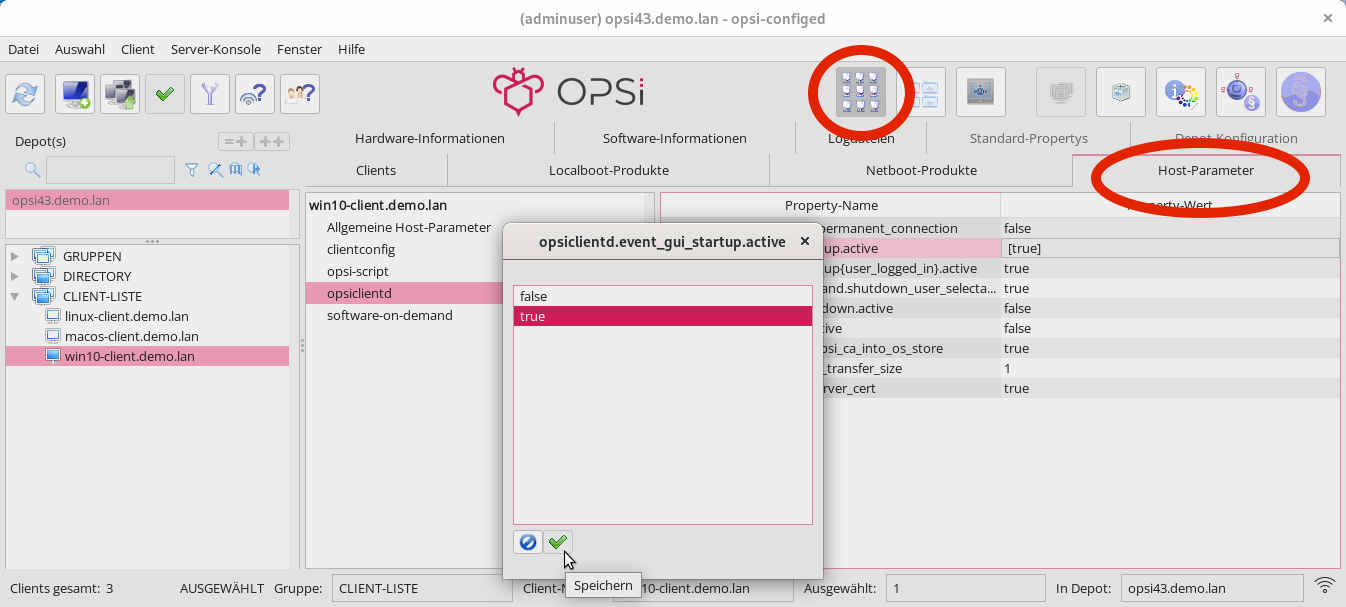 (adminuser) opsi43.demo.lan - opsi-configed
Datei Auswahl Client Server-Konsole Fenster Hilfe
OPSi
Depot(s)
Hardware-Informationen Software-Informationen Logdateien Standard-Propertys Depot-Konfiguration
Clients Localboot-Produkte Netboot-Produkte Host-Parameter
opsi43.demo.lan
GRUPPEN
DIRECTORY
CLIENT-LISTE
linux-client.demo.lan
macos-client.demo.lan
win10-client.demo.lan
win10-client.demo.lan
Allgemeine Host-Parameter
clientconfig
opsi-script
opsiclientd
software-on-demand
Property-Name Property-Wert
permanent_connection false
up.active [true]
up{user_logged_in}.active true
and.shutdown_user_selecta... true
down.active false
tive false
psi_ca_into_os_store true
_transfer_size 1
rver_cert true
opsiclientd.event_gui_startup.active
false
true
Speichern
Clients gesamt: 3 AUSGEWÄHLT Gruppe: CLIENT-LISTE Client-N 10-client.demo.lan Ausgewählt: 1 In Depot: opsi43.demo.lan